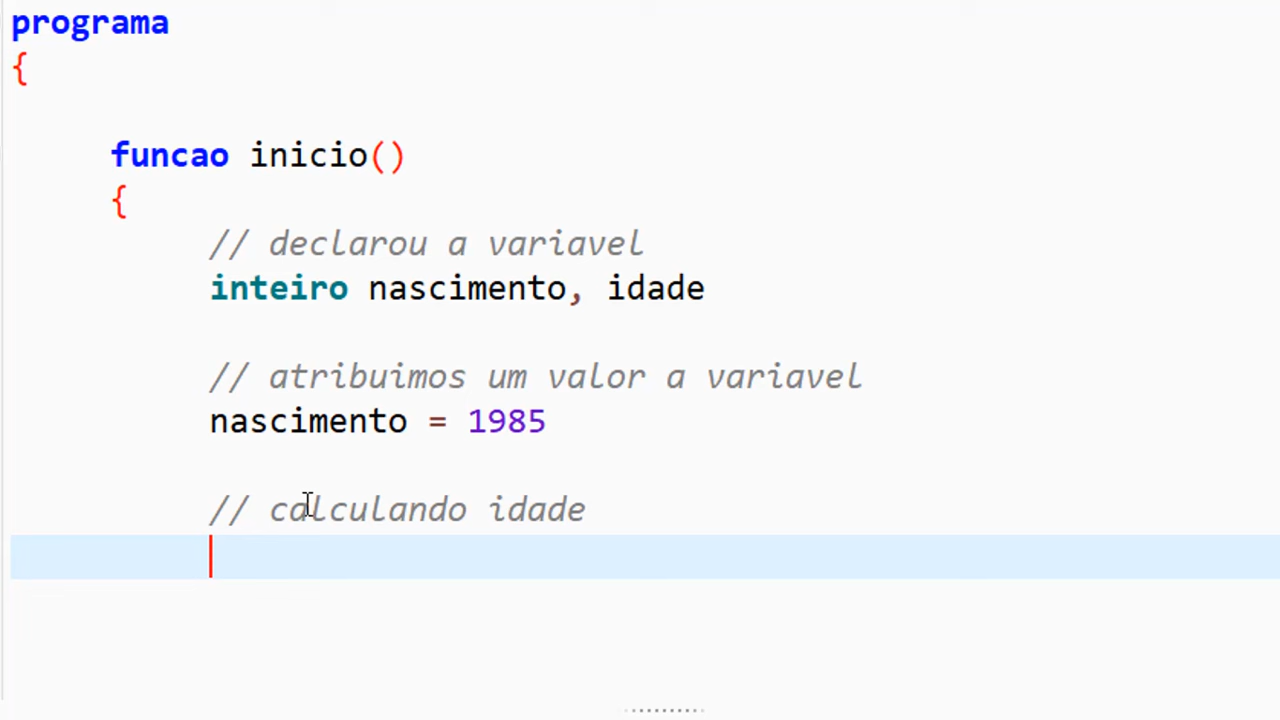 programa
{
funcao inicio()
{
// declarou a variavel
inteiro nascimento, idade
// atribuimos um valor a variavel
nascimento = 1985
// calculando idade